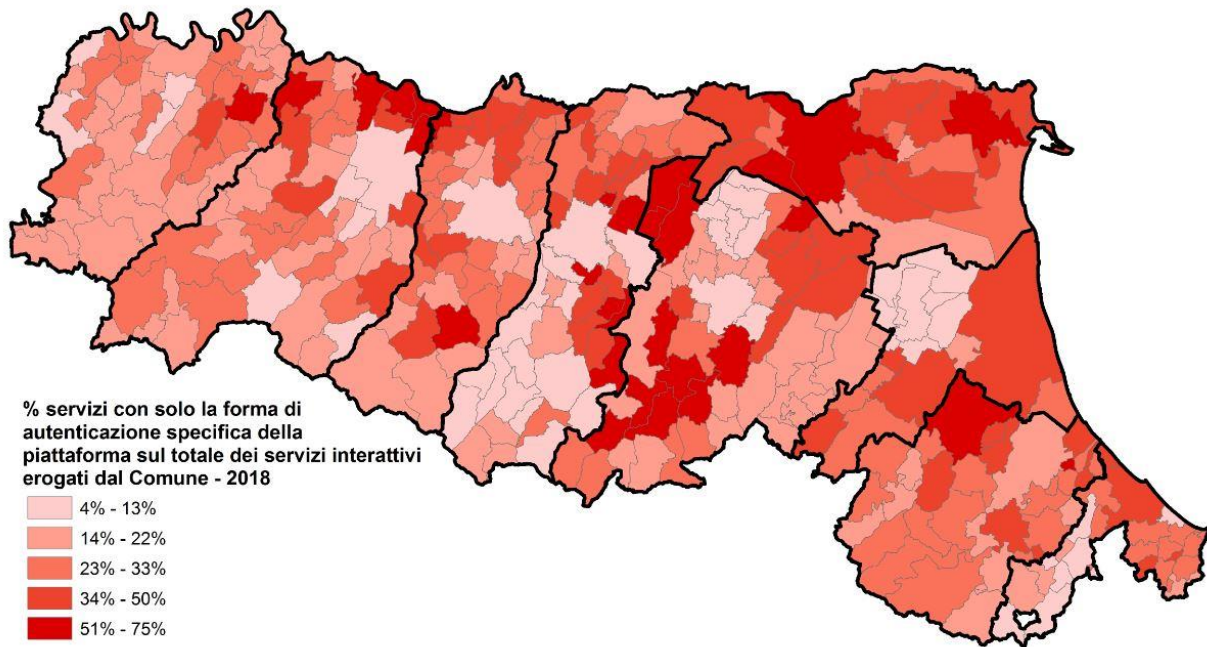 % servizi con solo la forma di
autenticazione specifica della
piattaforma sul totale dei servizi interattivi
erogati dal Comune - 2018
4% - 13%
14% - 22%
23% - 33%
34% - 50%
51% - 75%